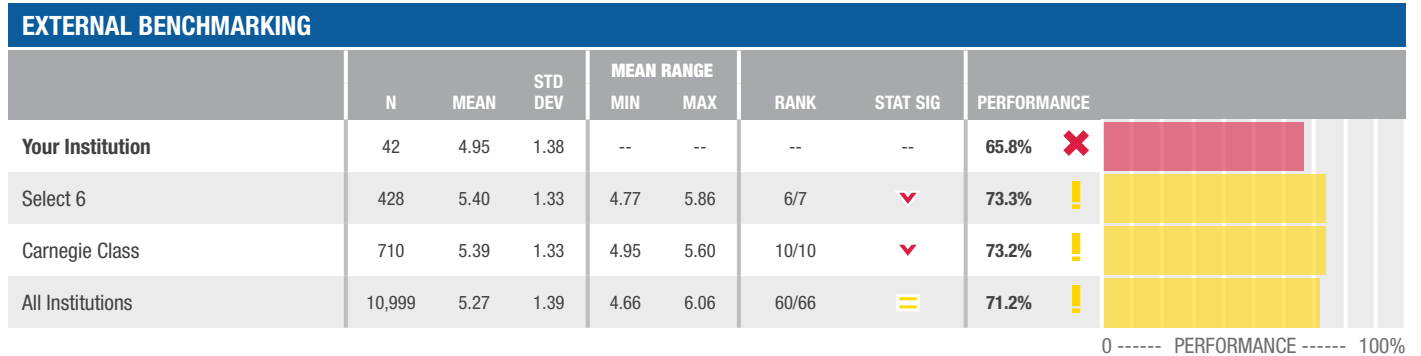 EXTERNAL BENCHMARKING
N MEAN STD DEV MEAN RANGE MIN MAX RANK STAT SIG PERFORMANCE
Your Institution 42 4.95 1.38 -- -- -- -- 65.8%
Select 6 428 5.40 1.33 4.77 5.86 6/7 73.3%
Carnegie Class 710 5.39 1.33 4.95 5.60 10/10 73.2%
All Institutions 10,999 5.27 1.39 4.66 6.06 60/66 = 71.2%
0 ------ PERFORMANCE ------ 100%